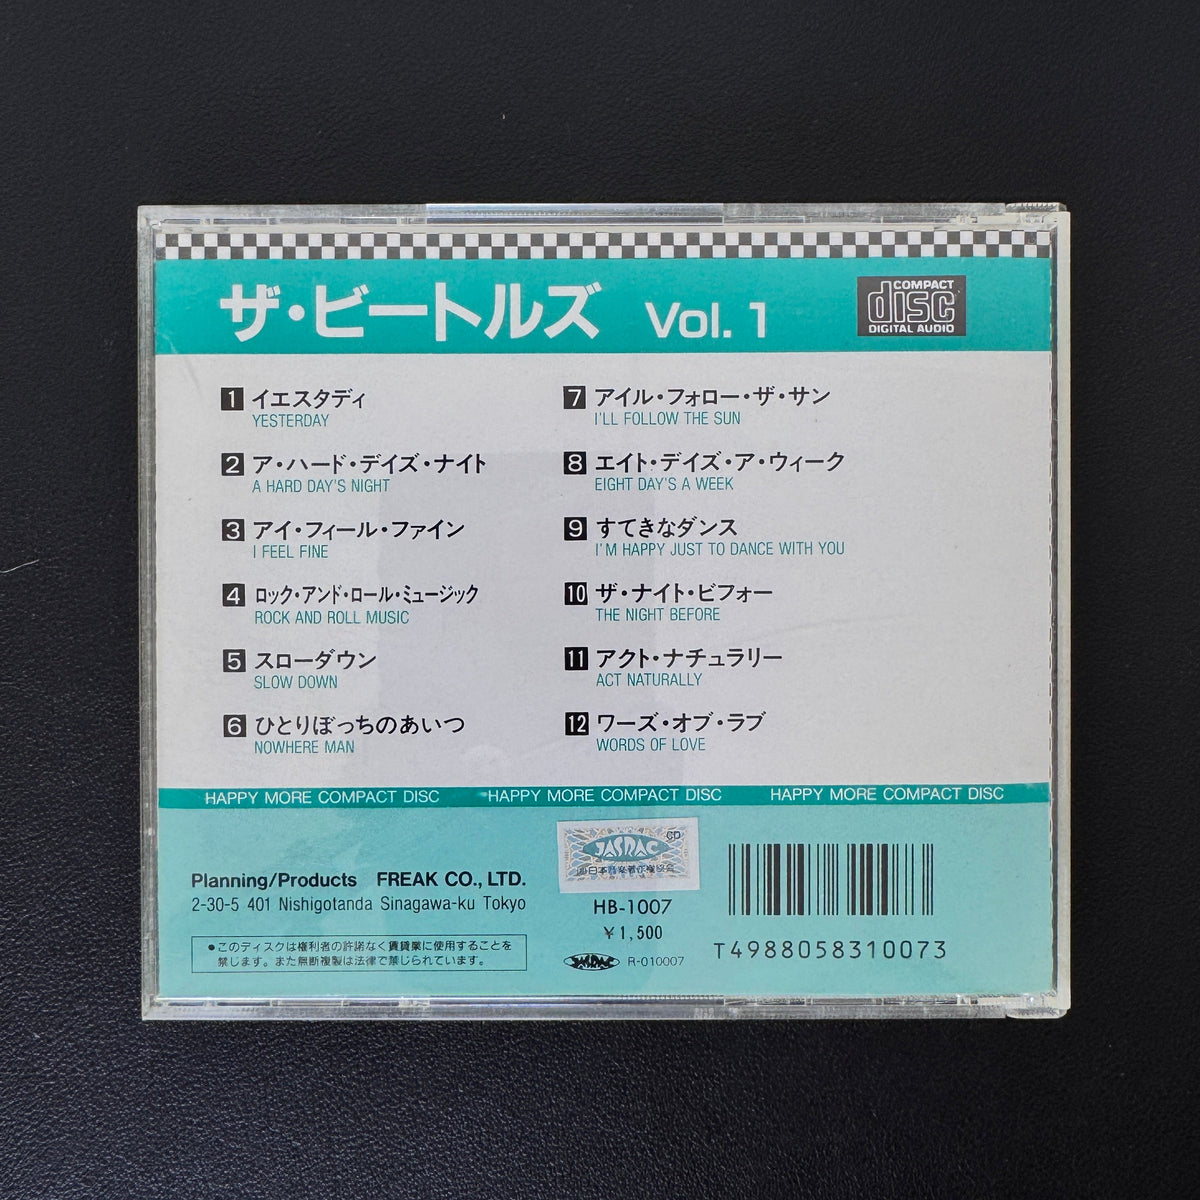 ザ・ビートルズ Vol. 1
COMPACT
disc
DIGITAL AUDIO
1 イエスタディ
YESTERDAY
2 ア・ハード・デイズ・ナイト
A HARD DAY'S NIGHT
3 アイ・フィール・ファイン
I FEEL FINE
4 ロック・アンド・ロール・ミュージック
ROCK AND ROLL MUSIC
5 スローダウン
SLOW DOWN
6 ひとりぼっちのあいつ
NOWHERE MAN
7 アイル・フォロー・ザ・サン
I'LL FOLLOW THE SUN
8 エイト・デイズ・ア・ウィーク
EIGHT DAY'S A WEEK
9 すてきなダンス
I'M HAPPY JUST TO DANCE WITH YOU
10 ザ・ナイト・ビフォー
THE NIGHT BEFORE
11 アクト・ナチュラリー
ACT NATURALLY
12 ワーズ・オブ・ラブ
WORDS OF LOVE
HAPPY MORE COMPACT DISC HAPPY MORE COMPACT DISC HAPPY MORE COMPACT DISC
Planning/Products FREAK CO., LTD.
2-30-5 401 Nishigotanda Sinagawa-ku Tokyo
●このディスクは権利者の許諾なく賃貸業に使用することを
禁じます。また無断複製は法律で禁じられています。
CD
JASRAC
HB-1007
¥1,500
JASRAC R-010007
T4988058310073